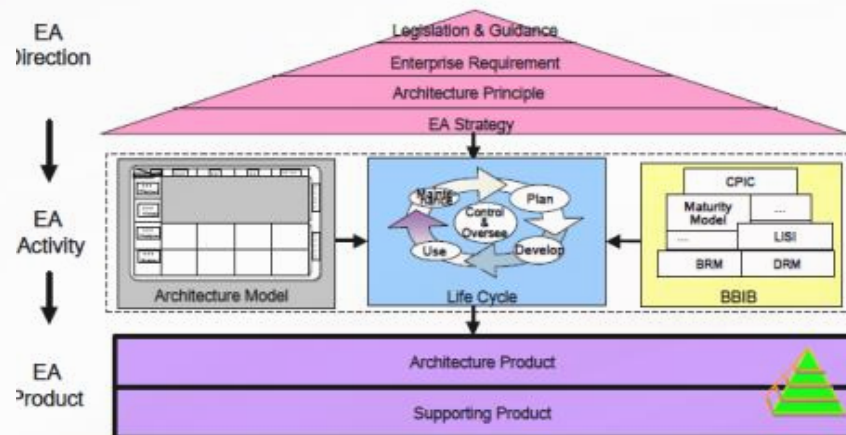 EA
Direction
Legislation & Guidance
Enterprise Requirement
Architecture Principle
EA Strategy
EA
Activity
Architecture Model
Plan
Control
&
Oversee
Use
Develop
Life Cycle
CPIC
Maturity
Model
...
...
LISI
BRM
DRM
BBIB
EA
Product
Architecture Product
Supporting Product